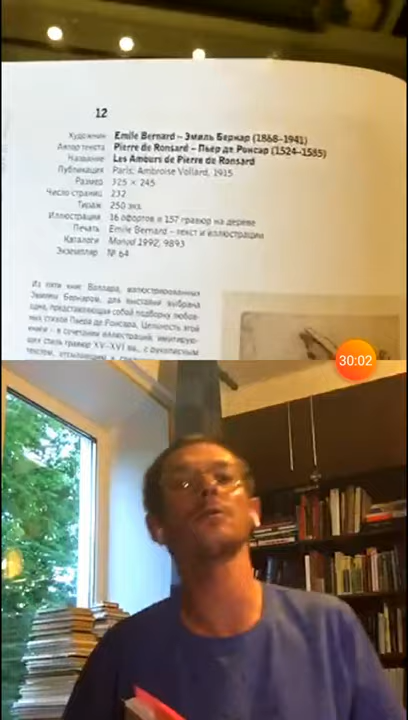 12
Художник Emile Bernard – Эмиль Бернар (1868–1941)
Автор текста Pierre de Ronsard – Пьер де Ронсар (1524–1585)
Название Les Amours de Pierre de Ronsard
Публикация Paris: Ambroise Vollard, 1915
Размер 325 × 245
Число страниц 232
Тираж 250 экз.
Иллюстрации 16 офортов и 157 гравюр на дереве
Печать Emile Bernard – текст и иллюстрации
Каталоги Monod 1992, 9893
Экземпляр № 64
Из пяти книг Воллара, иллюстрированных
Эмилем Бернаром, для выставки выбрана
одна, представляющая собой подборку любов-
ных стихов Пьера де Ронсара. Цельность этой
книги – в сочетании иллюстраций, имитирую-
щих стиль гравюр XV–XVI вв., с рукописным
текстом,
30:02